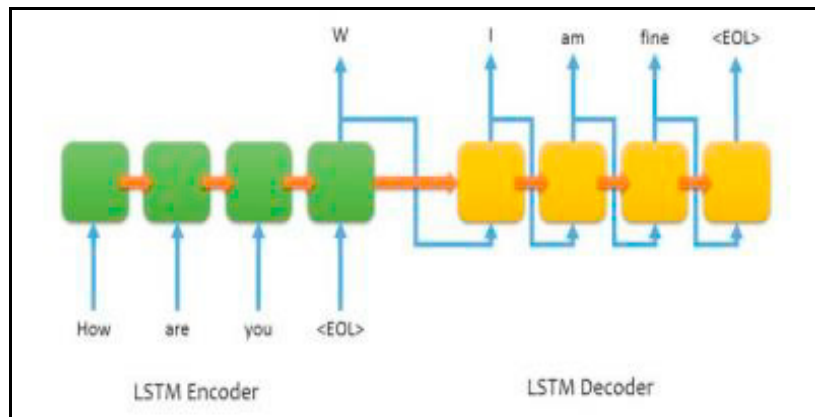 W I am fine <EOL>
How are you <EOL>
LSTM Encoder LSTM Decoder